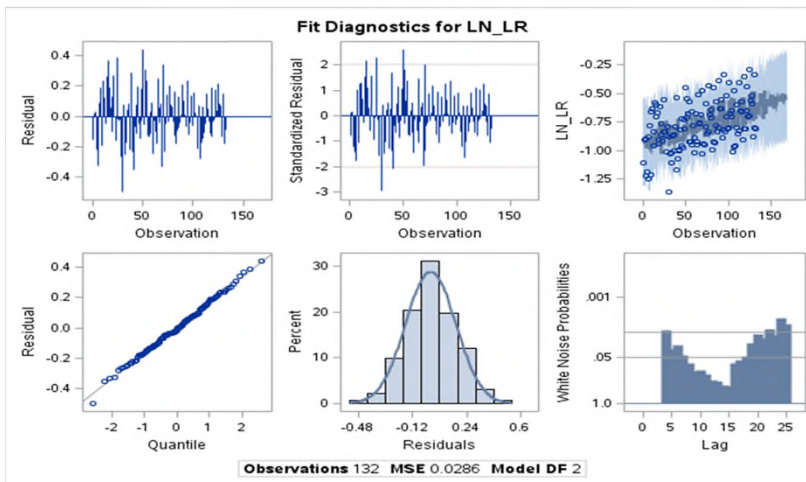 Fit Diagnostics for LN_LR
Residual
0.4
0.2
0.0
-0.2
-0.4
0 50 100 150
Observation
Standardized Residual
2
1
0
-1
-2
-3
0 50 100 150
Observation
LN_LR
-0.25
-0.50
-0.75
-1.00
-1.25
0 50 100 150
Observation
Residual
0.4
0.2
0.0
-0.2
-0.4
-2 -1 0 1 2
Quantile
Percent
30
20
10
0
-0.48 -0.12 0.24 0.6
Residuals
White Noise Probabilities
.001
.05
1.0
0 5 10 15 20 25
Lag
Observations 132 MSE 0.0286 Model DF 2